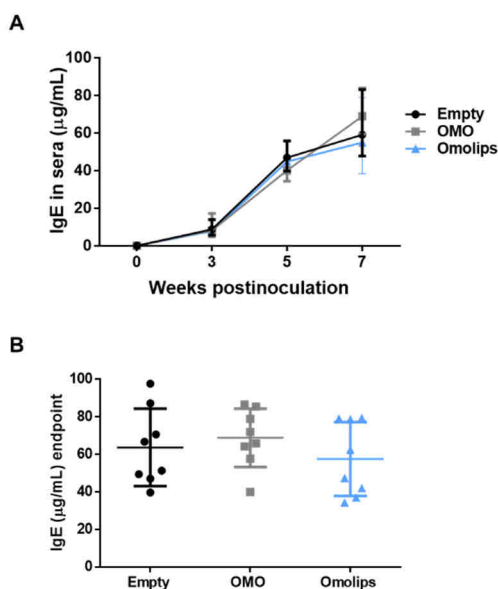 A
IgE in sera (μg/mL)
100
80
60
40
20
0
0 3 5 7
Weeks postinoculation
Empty
OMO
Omolips
B
IgE (μg/mL) endpoint
100
80
60
40
20
0
Empty OMO Omolips